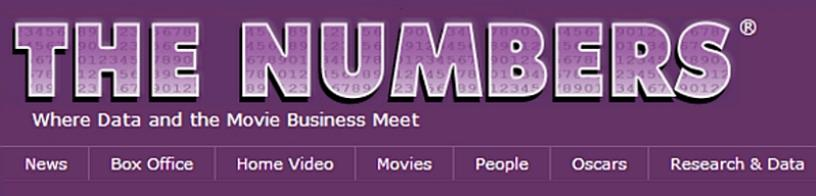 THE NUMBERS®
Where Data and the Movie Business Meet
News Box Office Home Video Movies People Oscars Research & Data